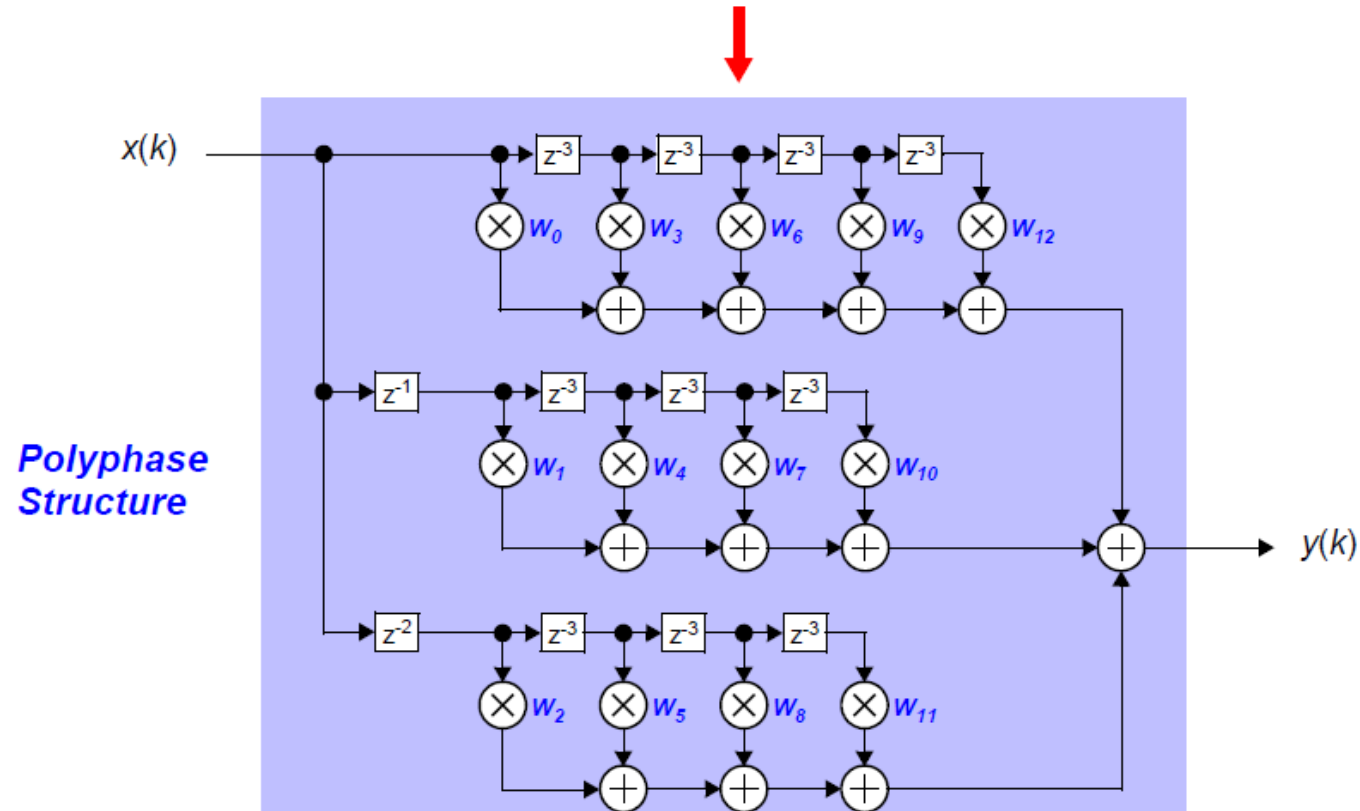 x(k)
z⁻³ z⁻³ z⁻³ z⁻³
w₀ w₃ w₆ w₉ w₁₂
z⁻¹ z⁻³ z⁻³ z⁻³
w₁ w₄ w₇ w₁₀
Polyphase
Structure
y(k)
z⁻² z⁻³ z⁻³ z⁻³
w₂ w₅ w₈ w₁₁